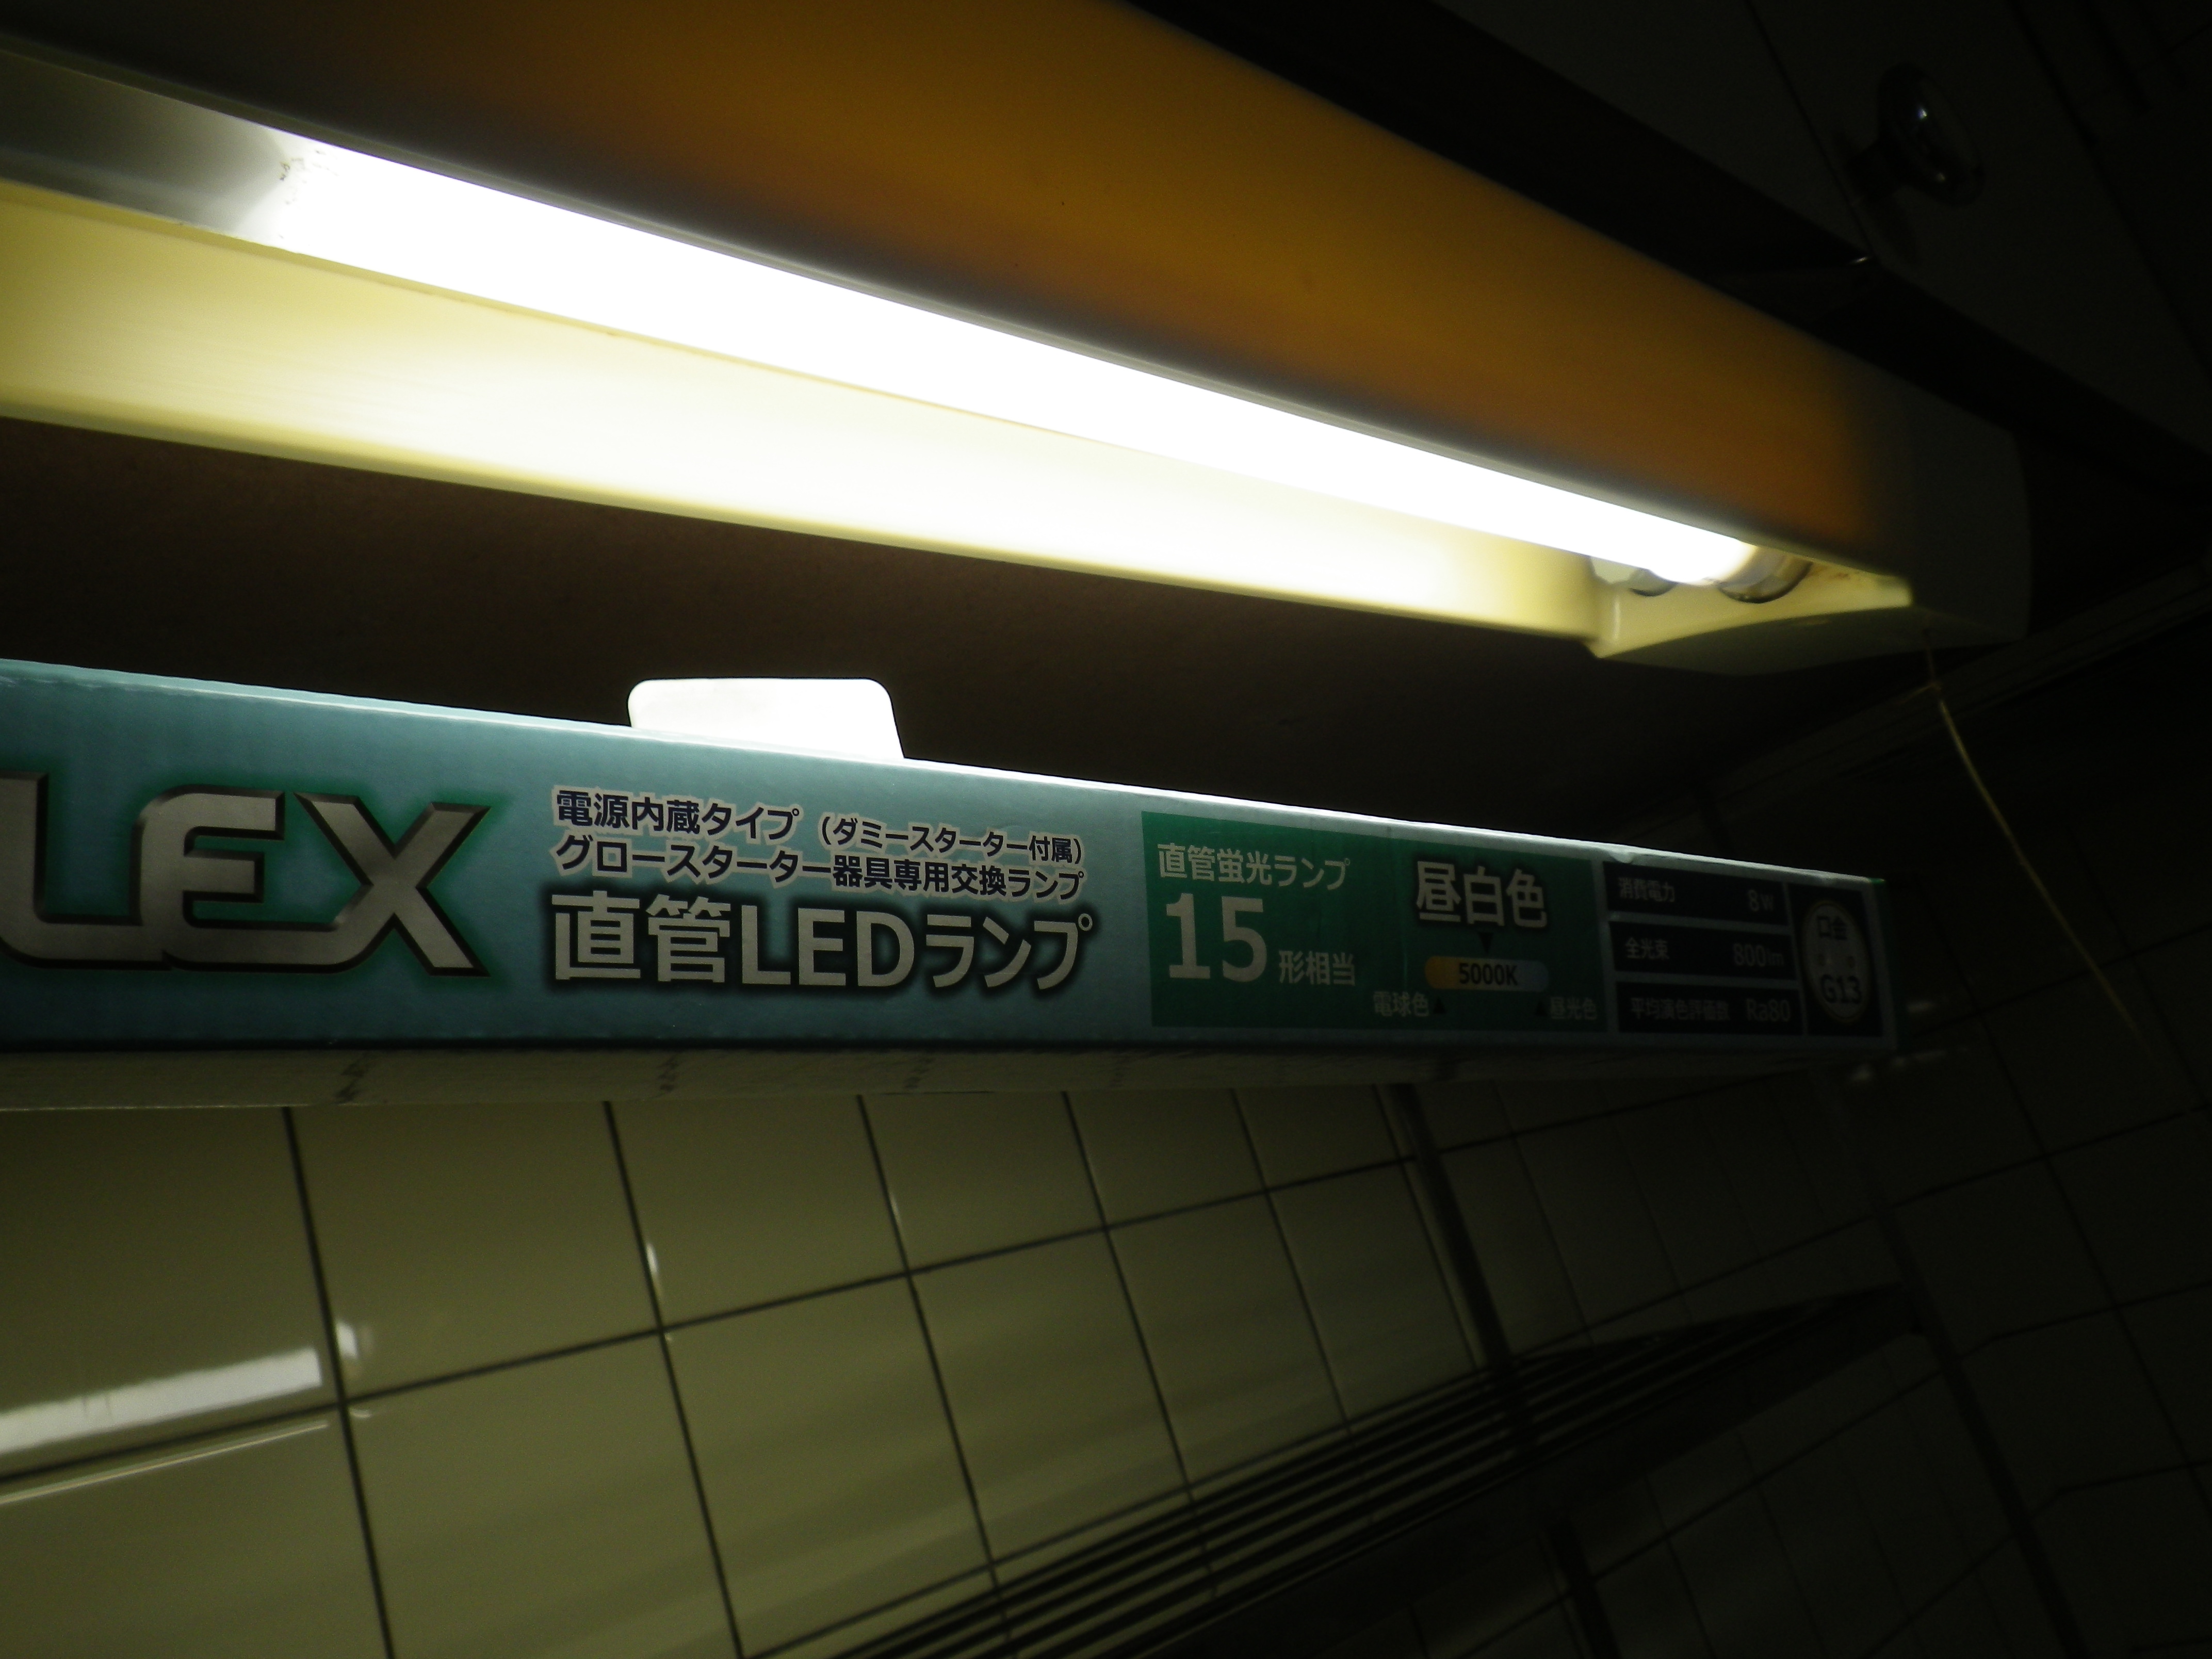 LEX
電源内蔵タイプ（ダミースターター付属）
グロースターター器具専用交換ランプ
直管LEDランプ
直管蛍光ランプ
15形相当
昼白色
5000K
電球色 昼光色
消費電力 8W
全光束 800lm
平均演色評価数 Ra80
口金
G13